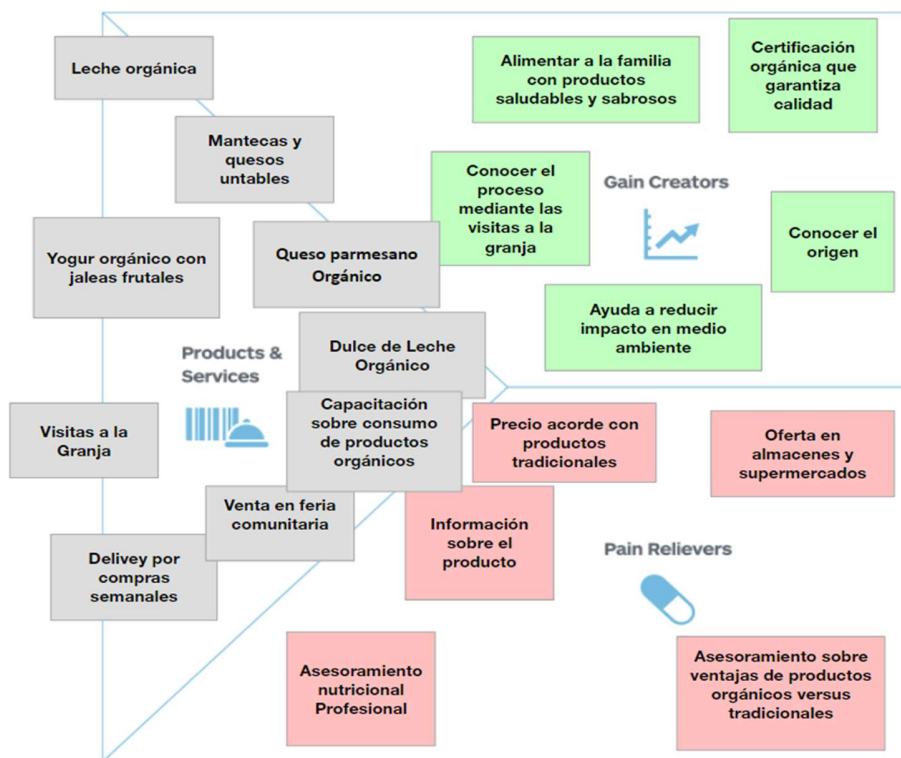 Leche orgánica
Mantecas y
quesos
untables
Yogur orgánico con
jaleas frutales
Queso parmesano
Orgánico
Products &
Services
Dulce de Leche
Orgánico
Visitas a la
Granja
Capacitación
sobre consumo
de productos
orgánicos
Venta en feria
comunitaria
Delivey por
compras
semanales
Alimentar a la familia
con productos
saludables y sabrosos
Certificación
orgánica que
garantiza
calidad
Conocer el
proceso
mediante las
visitas a la
granja
Gain Creators
Conocer el
origen
Ayuda a reducir
impacto en medio
ambiente
Precio acorde con
productos
tradicionales
Oferta en
almacenes y
supermercados
Información
sobre el
producto
Pain Relievers
Asesoramiento
nutricional
Profesional
Asesoramiento sobre
ventajas de productos
orgánicos versus
tradicionales